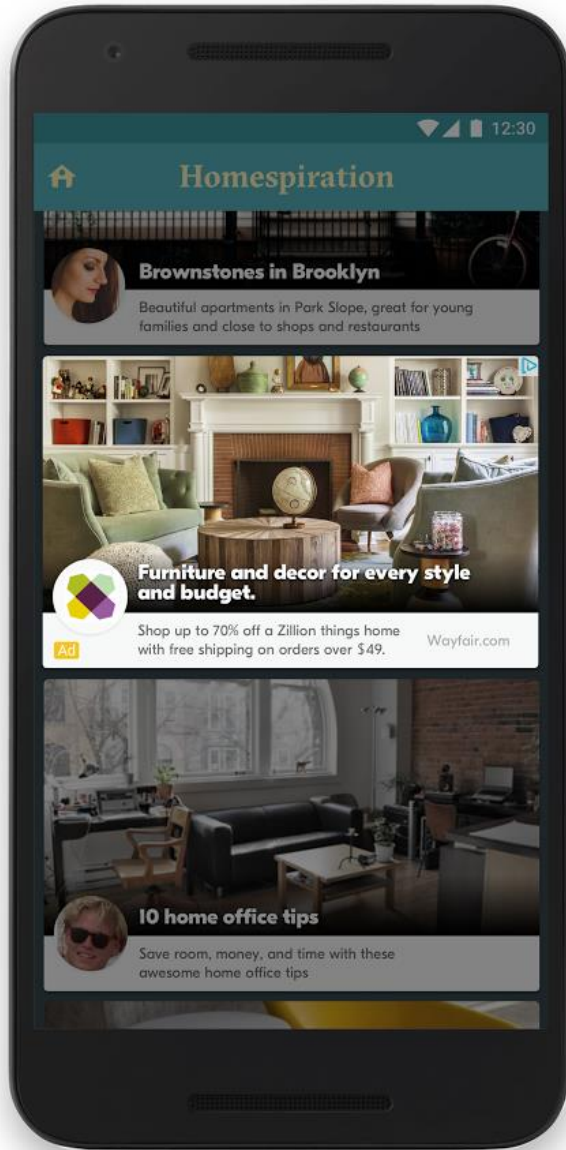 12:30
Homespiration
Brownstones in Brooklyn
Beautiful apartments in Park Slope, great for young
families and close to shops and restaurants
Furniture and decor for every style
and budget.
Shop up to 70% off a Zillion things home
with free shipping on orders over $49.
Wayfair.com
Ad
10 home office tips
Save room, money, and time with these
awesome home office tips